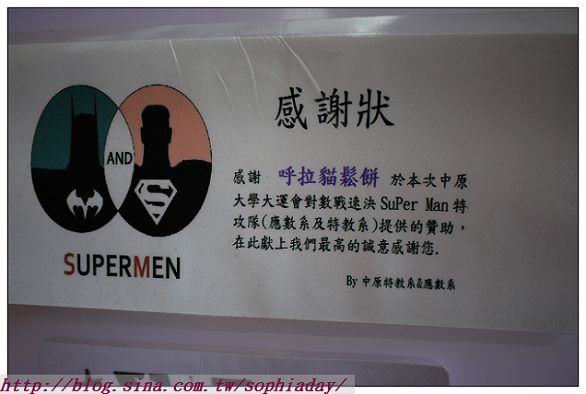 感謝狀
AND
SUPERMEN
感謝 呼拉貓鬆餅 於本次中原
大學大運會對數戰速決 SuPer Man 特
攻隊(應數系及特教系)提供的贊助，
在此獻上我們最高的誠意感謝您.
By 中原特教系&應數系
http://blog.sina.com.tw/sophiaday/